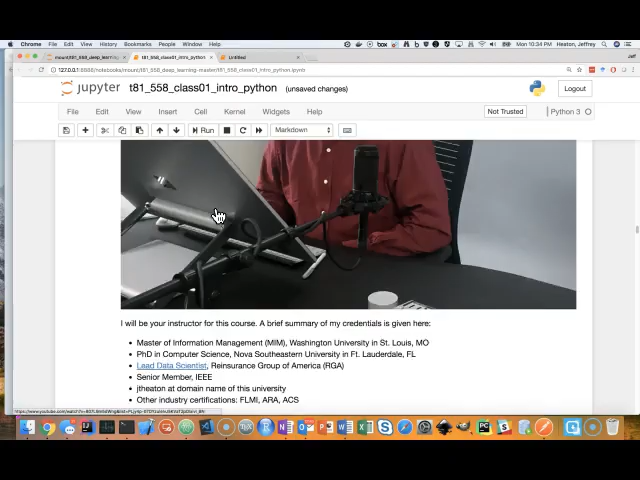 Chrome File Edit View History Bookmarks People Window Help
box
Mon 10:34 PM Heaton, Jeffrey
t81_558_class01_intro_python
Untitled
Jeff
jupyter t81_558_class01_intro_python (unsaved changes)
Logout
File Edit View Insert Cell Kernel Widgets Help
Not Trusted
Python 3
Run
Markdown
I will be your instructor for this course. A brief summary of my credentials is given here:
• Master of Information Management (MIM), Washington University in St. Louis, MO
• PhD in Computer Science, Nova Southeastern University in Ft. Lauderdale, FL
• Lead Data Scientist, Reinsurance Group of America (RGA)
• Senior Member, IEEE
• jtheaton at domain name of this university
• Other industry certifications: FLMI, ARA, ACS